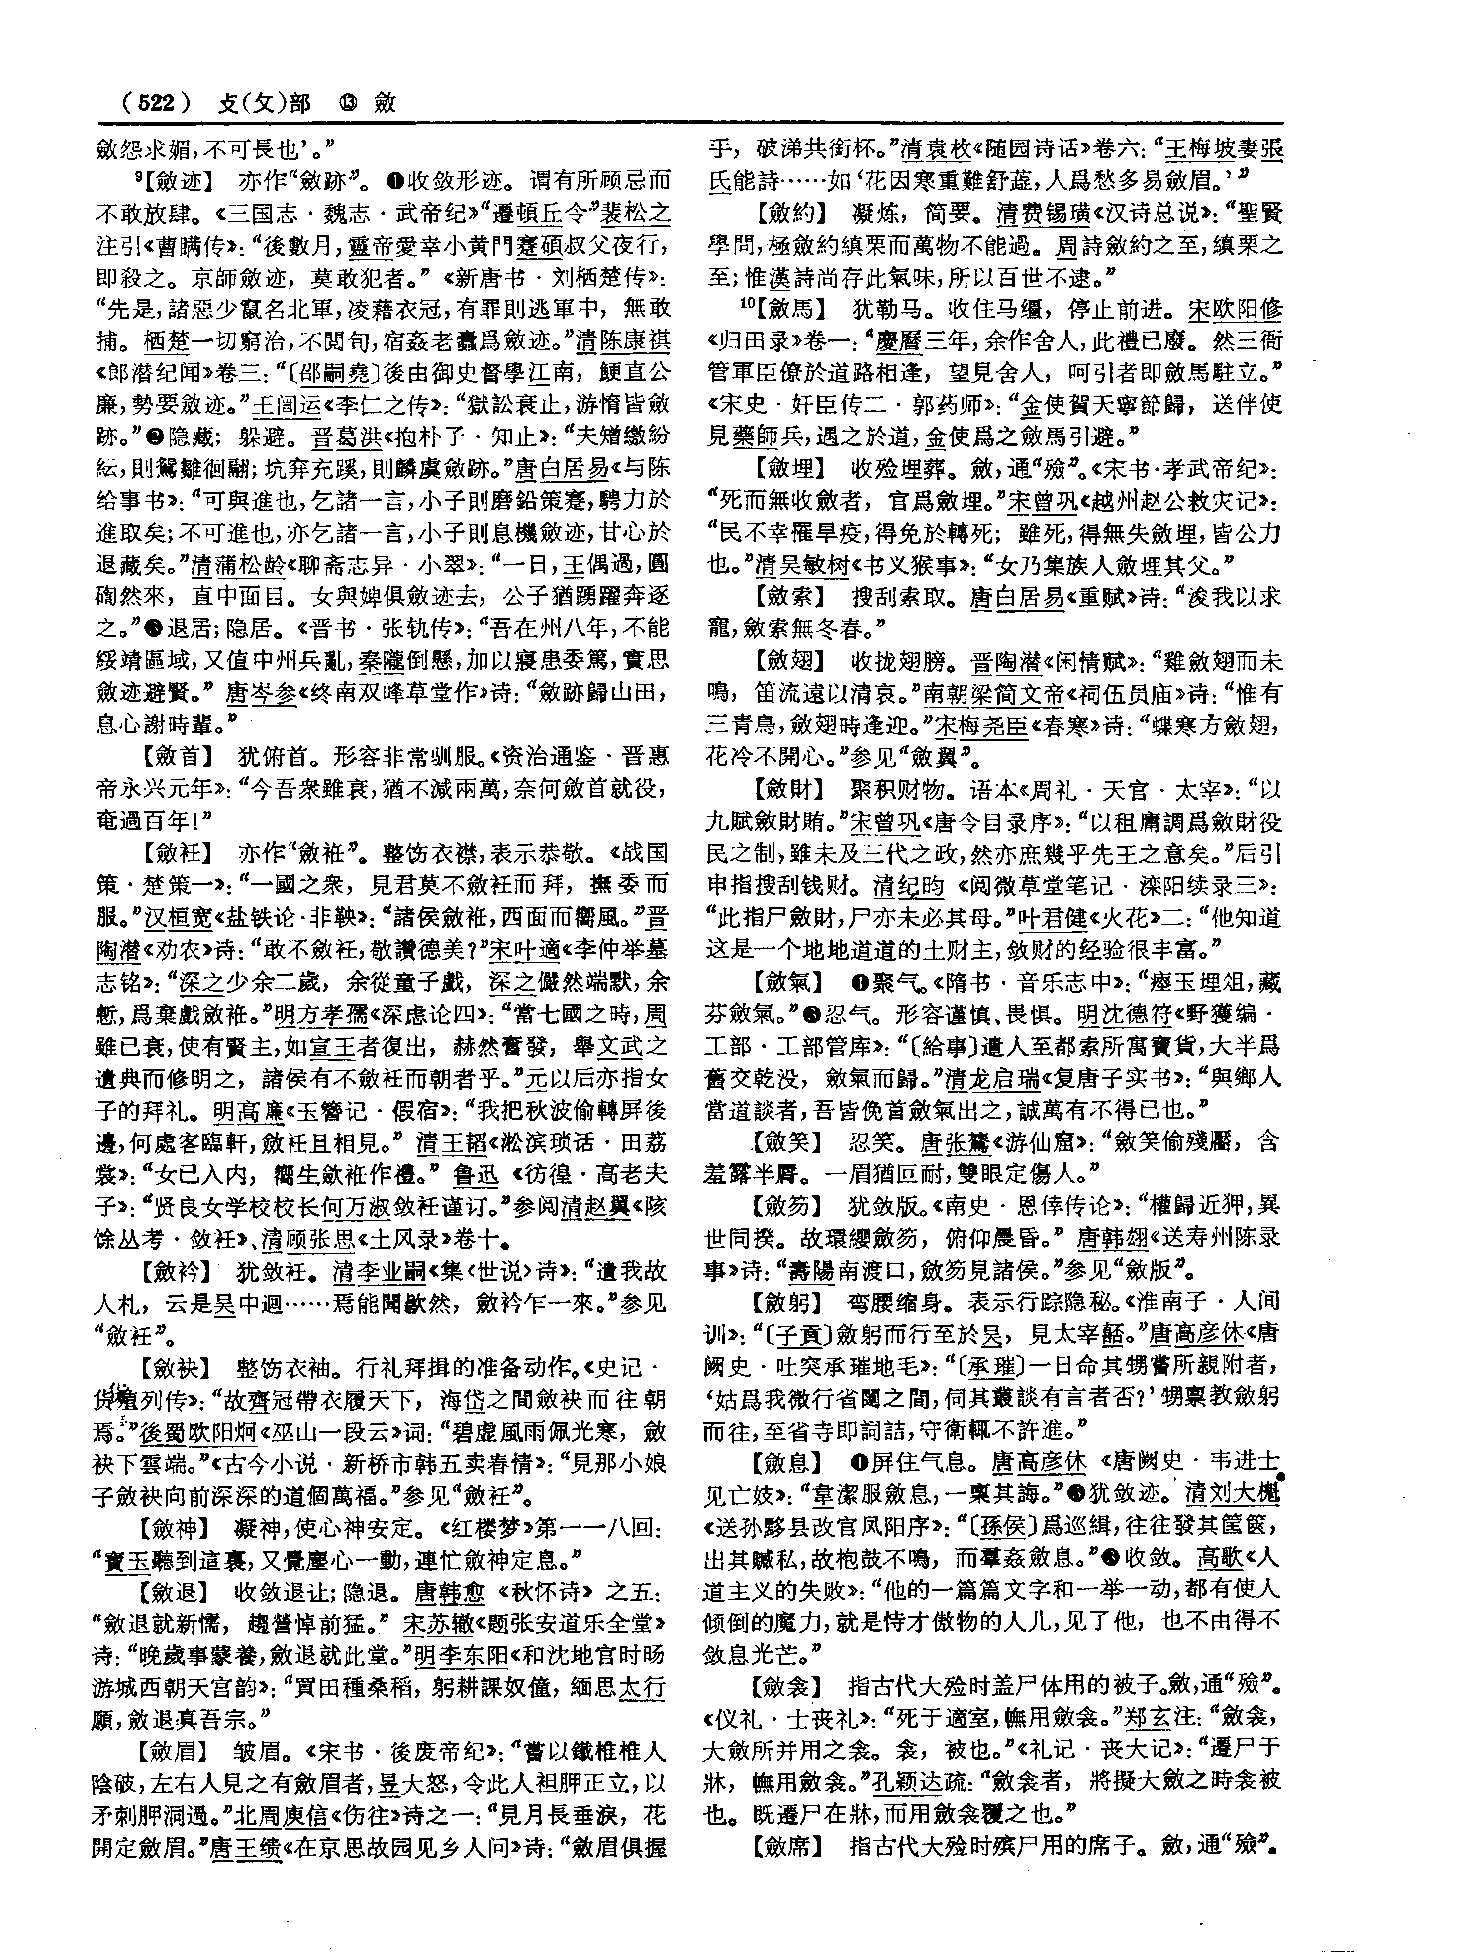 （522） 攴(攵)部 ⑬ 斂
斂怨求媚，不可長也’。”
⁹【斂迹】 亦作“斂跡”。❶收敛形迹。谓有所顾忌而
不敢放肆。《三国志·魏志·武帝纪》“遷頓丘令”裴松之
注引《曹瞒传》：“後數月，靈帝愛幸小黄門蹇碩叔父夜行，
即殺之。京師斂迹，莫敢犯者。”《新唐书·刘栖楚传》：
“先是，諸惡少竄名北軍，凌藉衣冠，有罪則逃軍中，無敢
捕。栖楚一切窮治，不閲旬，宿姦老蠹爲斂迹。”清陈康祺
《郎潜纪闻》卷三：“〔邵嗣堯〕後由御史督學江南，鯁直公
廉，勢要斂迹。”王闿运《李仁之传》：“獄訟衰止，游惰皆斂
跡。”❷隐藏；躲避。晋葛洪《抱朴子·知止》：“夫矰繳紛
紜，則鴛雛徊翮；坑穽充蹊，則麟虞斂跡。”唐白居易《与陈
给事书》：“可與進也，乞諸一言，小子則磨鉛策蹇，騁力於
進取矣；不可進也，亦乞諸一言，小子則息機斂迹，甘心於
退藏矣。”清蒲松龄《聊斋志异·小翠》：“一日，王偶過，圓
䃔然來，直中面目。女與婢俱斂迹去，公子猶踴躍奔逐
之。”❸退居；隐居。《晋书·张轨传》：“吾在州八年，不能
綏靖區域，又值中州兵亂，秦隴倒懸，加以寢患委篤，實思
斂迹避賢。”唐岑参《终南双峰草堂作》诗：“斂跡歸山田，
息心謝時輩。”
【斂首】 犹俯首。形容非常驯服。《资治通鉴·晋惠
帝永兴元年》：“今吾衆雖衰，猶不減兩萬，奈何斂首就役，
奄過百年！”
【斂衽】 亦作“斂袵”。整饬衣襟，表示恭敬。《战国
策·楚策一》：“一國之衆，見君莫不斂衽而拜，撫委而
服。”汉桓宽《盐铁论·非鞅》：“諸侯斂袵，西面而嚮風。”晋
陶潜《劝农》诗：“敢不斂衽，敬讚德美？”宋叶適《李仲举墓
志铭》：“深之少余二歲，余從童子戲，深之儼然端默，余
慙，爲棄戲斂袵。”明方孝孺《深虑论四》：“當七國之時，周
雖已衰，使有賢主，如宣王者復出，赫然奮發，舉文武之
遺典而修明之，諸侯有不斂衽而朝者乎。”元以后亦指女
子的拜礼。明高濂《玉簪记·假宿》：“我把秋波偷轉屏後
邊，何處客臨軒，斂衽且相見。”清王韬《淞滨琐话·田荔
裳》：“女已入内，嚮生斂袵作禮。”鲁迅《彷徨·高老夫
子》：“贤良女学校校长何万淑敛衽谨订。”参阅清赵翼《陔
馀丛考·敛衽》、清顾张思《土风录》卷十。
【斂衿】 犹敛衽。清李业嗣《集〈世说〉诗》：“遺我故
人札，云是吴中迴……焉能聞歘然，斂衿乍一來。”参见
“斂衽”。
【斂袂】 整饬衣袖。行礼拜揖的准备动作。《史记·
货殖列传》：“故齊冠帶衣履天下，海岱之間斂袂而往朝
焉。”後蜀欧阳炯《巫山一段云》词：“碧虚風雨佩光寒，斂
袂下雲端。”《古今小说·新桥市韩五卖春情》：“見那小娘
子斂袂向前深深的道個萬福。”参见“斂衽”。
【斂神】 凝神，使心神安定。《红楼梦》第一一八回：
“寶玉聽到這裏，又覺塵心一動，連忙斂神定息。”
【斂退】 收敛退让；隐退。唐韩愈《秋怀诗》之五：
“斂退就新懦，趨營悼前猛。”宋苏辙《题张安道乐全堂》
诗：“晚歲事蒙養，斂退就此堂。”明李东阳《和沈地官时旸
游城西朝天宫韵》：“買田種桑稻，躬耕課奴僮，緬思太行
願，斂退真吾宗。”
【斂眉】 皱眉。《宋书·後废帝纪》：“嘗以鐵椎椎人
陰破，左右人見之有斂眉者，昱大怒，令此人袒胛正立，以
矛刺胛洞過。”北周庾信《伤往》诗之一：“見月長垂淚，花
開定斂眉。”唐王绩《在京思故园见乡人问》诗：“斂眉俱握
手，破涕共銜杯。”清袁枚《随园诗话》卷六：“王梅坡妻張
氏能詩……如‘花因寒重難舒蕋，人爲愁多易斂眉。’”
【斂約】 凝炼，简要。清费锡璜《汉诗总说》：“聖賢
學問，極斂約縝栗而萬物不能過。周詩斂約之至，縝栗之
至；惟漢詩尚存此氣味，所以百世不逮。”
¹⁰【斂馬】 犹勒马。收住马缰，停止前进。宋欧阳修
《归田录》卷一：“慶曆三年，余作舍人，此禮已廢。然三衙
管軍臣僚於道路相逢，望見舍人，呵引者即斂馬駐立。”
《宋史·奸臣传二·郭药师》：“金使賀天寧節歸，送伴使
見藥師兵，遇之於道，金使爲之斂馬引避。”
【斂埋】 收殓埋葬。斂，通“殮”。《宋书·孝武帝纪》：
“死而無收斂者，官爲斂埋。”宋曾巩《越州赵公救灾记》：
“民不幸罹旱疫，得免於轉死；雖死，得無失斂埋，皆公力
也。”清吴敏树《书义猴事》：“女乃集族人斂埋其父。”
【斂索】 搜刮索取。唐白居易《重赋》诗：“浚我以求
寵，斂索無冬春。”
【斂翅】 收拢翅膀。晋陶潜《闲情赋》：“雞斂翅而未
鳴，笛流遠以清哀。”南朝梁简文帝《祠伍员庙》诗：“惟有
三青鳥，斂翅時逢迎。”宋梅尧臣《春寒》诗：“蝶寒方斂翅，
花冷不開心。”参见“斂翼”。
【斂財】 聚积财物。语本《周礼·天官·太宰》：“以
九賦斂財賄。”宋曾巩《唐令目录序》：“以租庸調爲斂財役
民之制，雖未及三代之政，然亦庶幾乎先王之意矣。”后引
申指搜刮钱财。清纪昀《阅微草堂笔记·滦阳续录三》：
“此指尸斂財，尸亦未必其母。”叶君健《火花》二：“他知道
这是一个地地道道的土财主，敛财的经验很丰富。”
【斂氣】 ❶聚气。《隋书·音乐志中》：“瘞玉埋俎，藏
芬斂氣。”❷忍气。形容谨慎、畏惧。明沈德符《野獲编·
工部·工部管库》：“〔給事〕遣人至都索所寓寶貨，大半爲
舊交乾没，斂氣而歸。”清龙启瑞《复唐子实书》：“與鄉人
當道談者，吾皆俛首斂氣出之，誠萬有不得已也。”
【斂笑】 忍笑。唐张鷟《游仙窟》：“斂笑偷殘靨，含
羞露半脣。一眉猶叵耐，雙眼定傷人。”
【斂笏】 犹敛版。《南史·恩倖传论》：“權歸近狎，異
世同揆。故環纓斂笏，俯仰晨昏。”唐韩翃《送寿州陈录
事》诗：“壽陽南渡口，斂笏見諸侯。”参见“斂版”。
【斂躬】 弯腰缩身。表示行踪隐秘。《淮南子·人间
训》：“〔子貢〕斂躬而行至於吴，見太宰嚭。”唐高彦休《唐
阙史·吐突承璀地毛》：“〔承璀〕一日命其甥嘗所親附者，
‘姑爲我微行省闥之間，伺其叢談有言者否？’甥稟教斂躬
而往，至省寺即詞詰，守衛輒不許進。”
【斂息】 ❶屏住气息。唐高彦休《唐阙史·韦进士
见亡妓》：“韋潔服斂息，一稟其誨。”❷犹敛迹。清刘大櫆
《送孙黟县改官凤阳序》：“〔孫侯〕爲巡緝，往往發其筐篋，
出其贓私，故枹鼓不鳴，而羣姦斂息。”❸收敛。高歌《人
道主义的失败》：“他的一篇篇文字和一举一动，都有使人
倾倒的魔力，就是恃才傲物的人儿，见了他，也不由得不
敛息光芒。”
【斂衾】 指古代大殓时盖尸体用的被子。斂，通“殮”。
《仪礼·士丧礼》：“死于適室，幠用斂衾。”郑玄注：“斂衾，
大斂所并用之衾。衾，被也。”《礼记·丧大记》：“遷尸于
牀，幠用斂衾。”孔颖达疏：“斂衾者，將擬大斂之時衾被
也。既遷尸在牀，而用斂衾覆之也。”
【斂席】 指古代大殓时殡尸用的席子。斂，通“殮”。